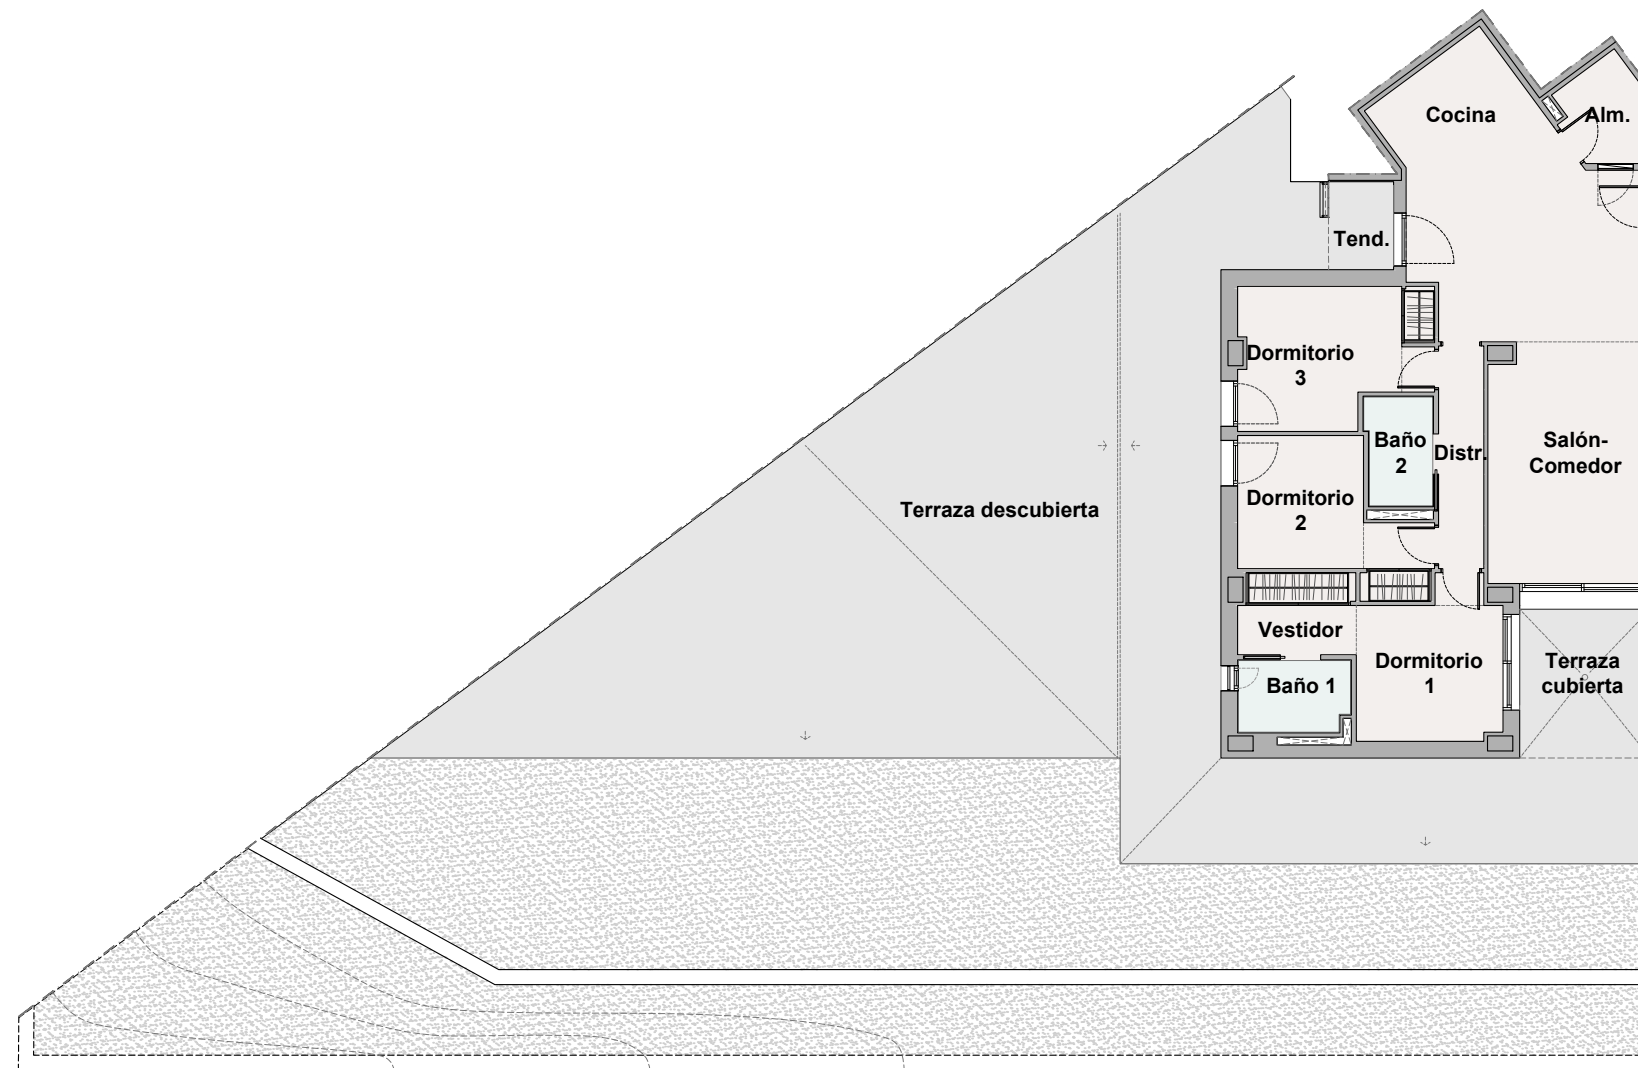 Cocina
Alm.
Tend.
Dormitorio
3
Baño
2
Distr.
Salón-
Comedor
Dormitorio
2
Terraza descubierta
Vestidor
Dormitorio
1
Baño 1
Terraza
cubierta